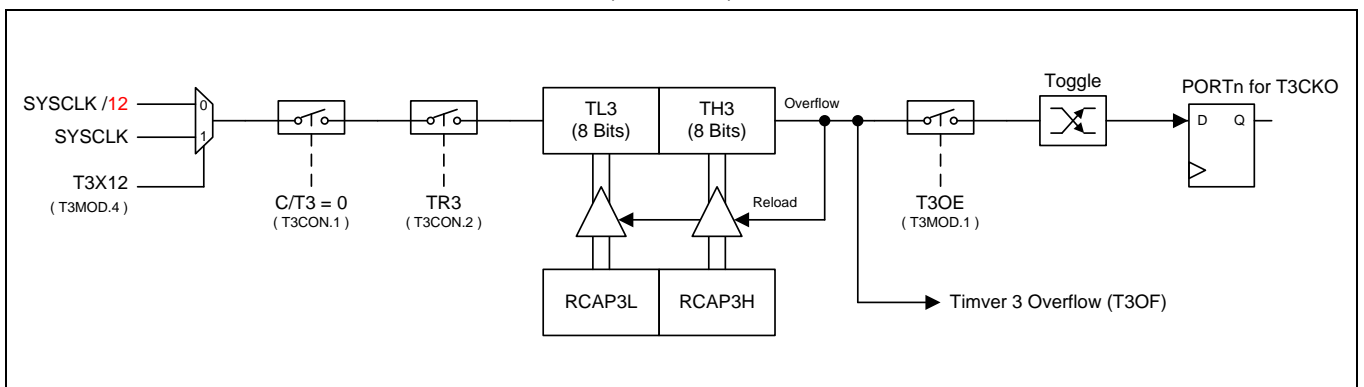 SYSCLK /12
SYSCLK
T3X12
( T3MOD.4 )
0
1
C/T3 = 0
( T3CON.1 )
TR3
( T3CON.2 )
TL3
(8 Bits)
TH3
(8 Bits)
Overflow
Reload
RCAP3L
RCAP3H
T3OE
( T3MOD.1 )
Toggle
PORTn for T3CKO
D
Q
Timver 3 Overflow (T3OF)